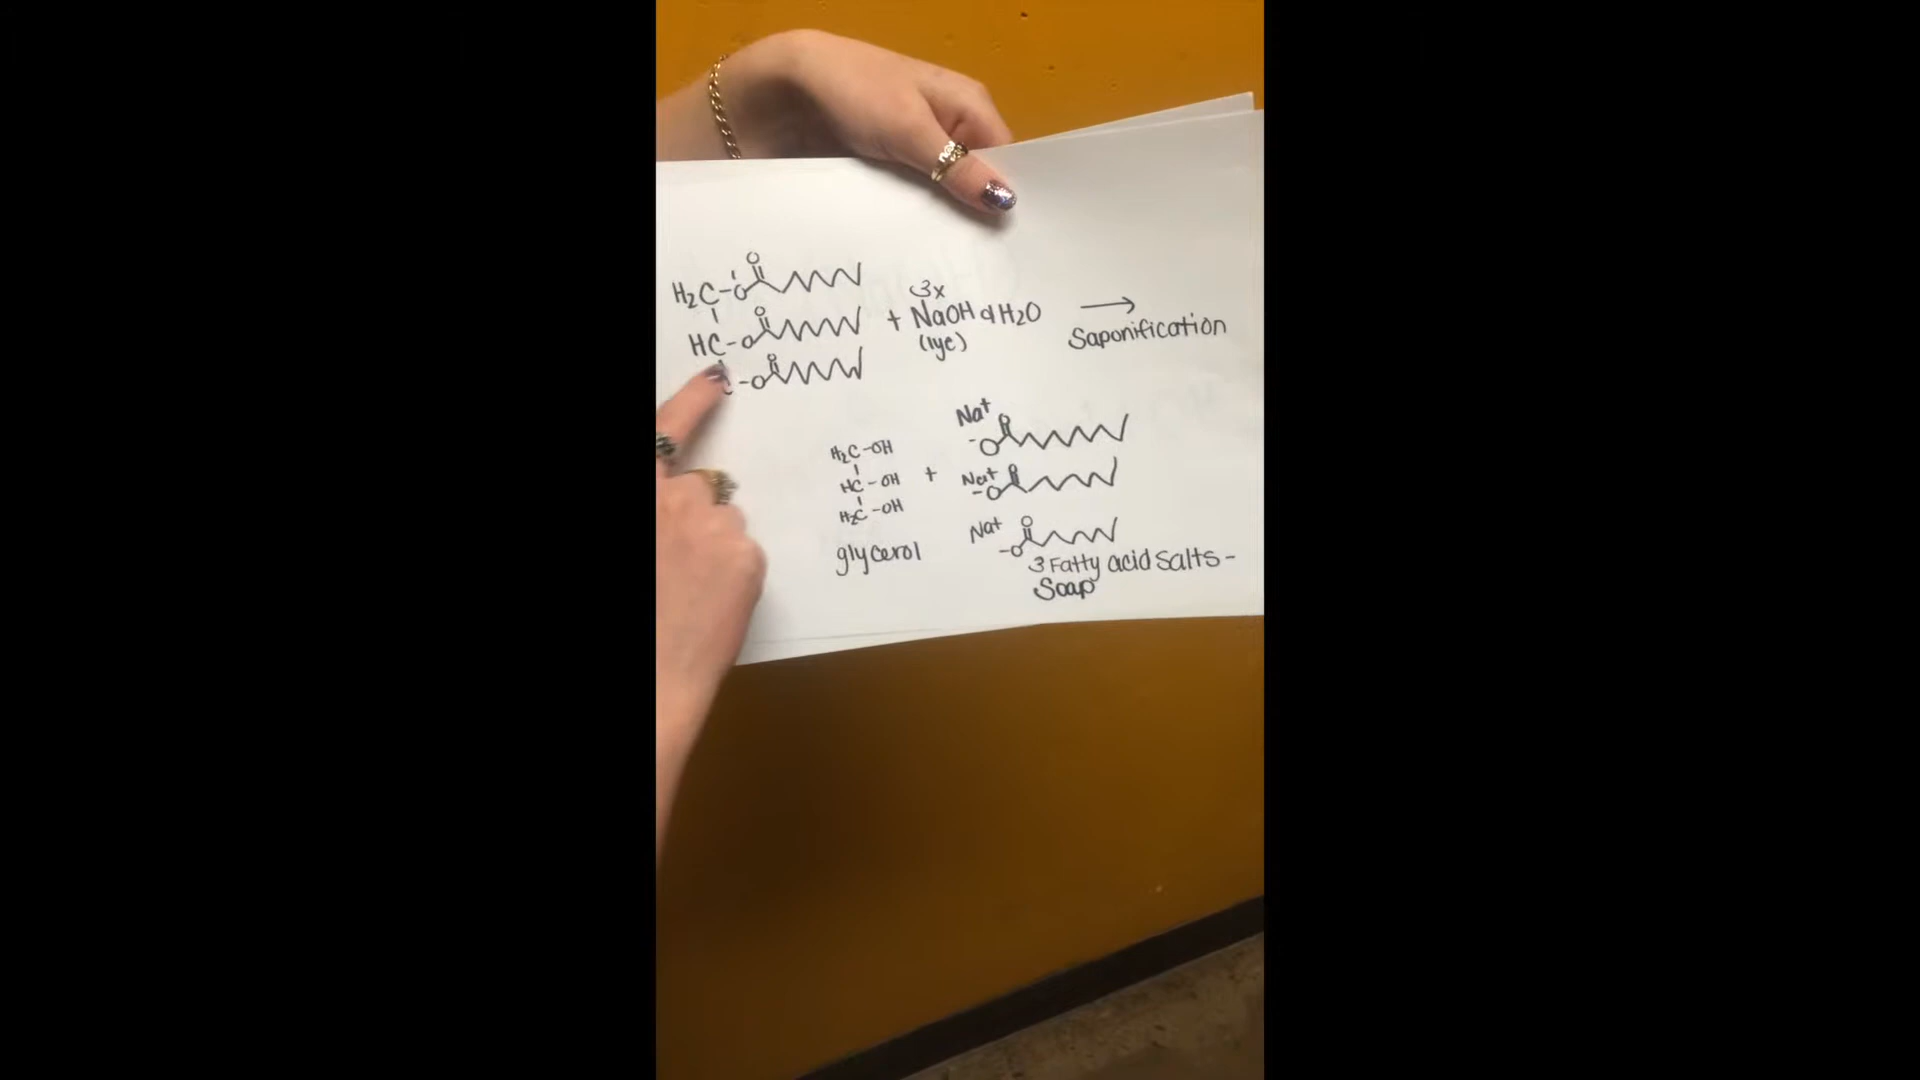 O
H2C-O
O
HC-O
O
C-O
+
3x
NaOH d H2O
(lye)
→
Saponification
H2C-OH
HC-OH
H2C-OH
glycerol
+
Na+
O
-O
Na+
O
-O
Na+
O
-O
3 Fatty acid salts -
Soap